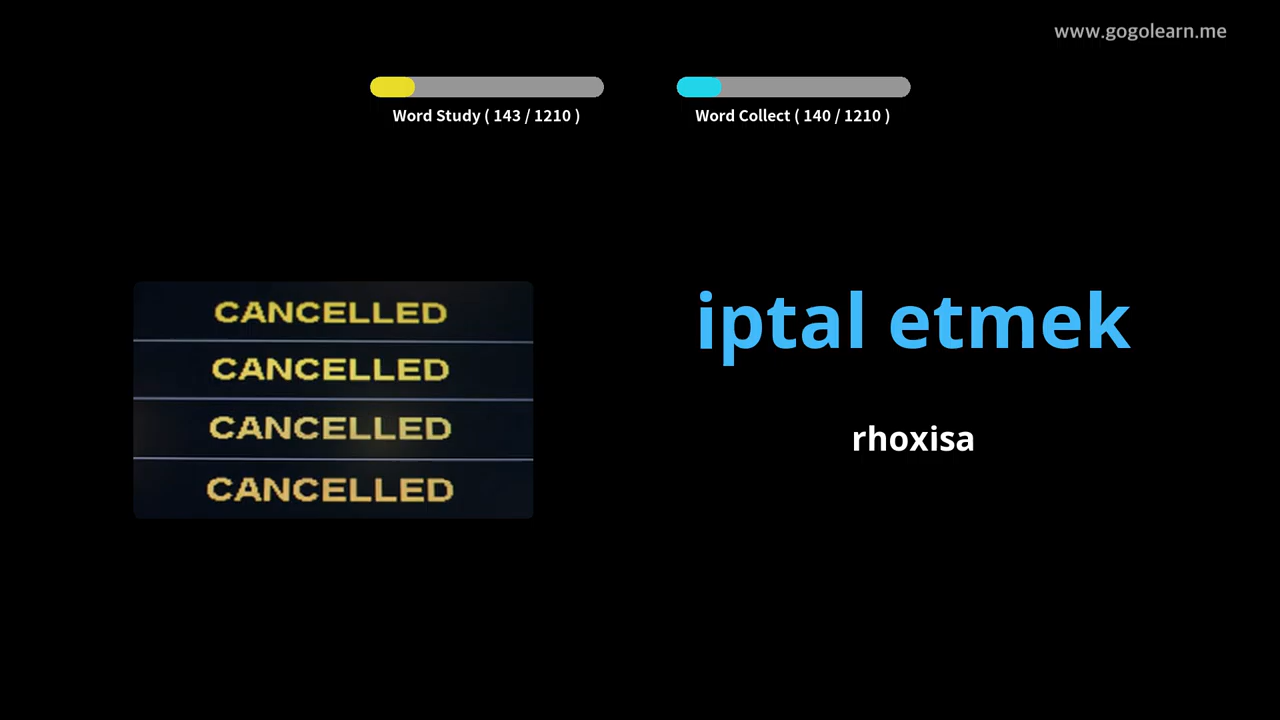 www.gogolearn.me
Word Study ( 143 / 1210 )
Word Collect ( 140 / 1210 )
CANCELLED
CANCELLED
CANCELLED
CANCELLED
iptal etmek
rhoxisa